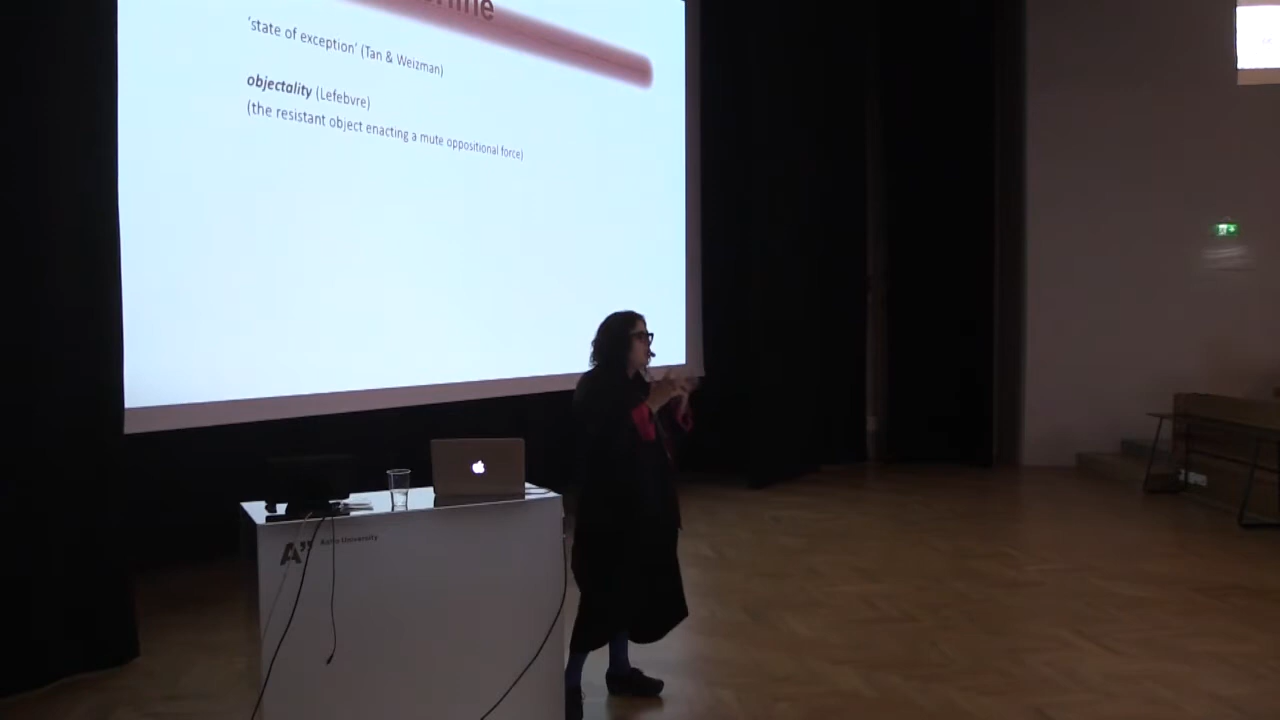 'state of exception' (Tan & Weizman)
objectality (Lefebvre)
(the resistant object enacting a mute oppositional force)
A"
Aalto University